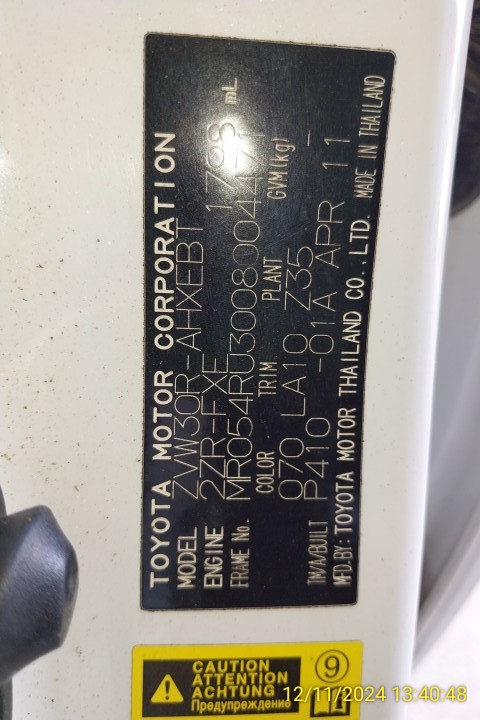 TOYOTA MOTOR CORPORATION
MODEL ZVW30R-AHXEBT 1798 mL
ENGINE 2ZR-FXE
FRAME No. MR054RU3008004471
COLOR TRIM PLANT GVM(kg)
070 LA10 Z35 -
TM/A/BUILT P410 -01A APR 11
MFD.BY: TOYOTA MOTOR THAILAND CO.,LTD. MADE IN THAILAND
CAUTION
ATTENTION
ACHTUNG
Предупреждение
9
12/11/2024 13:40:48